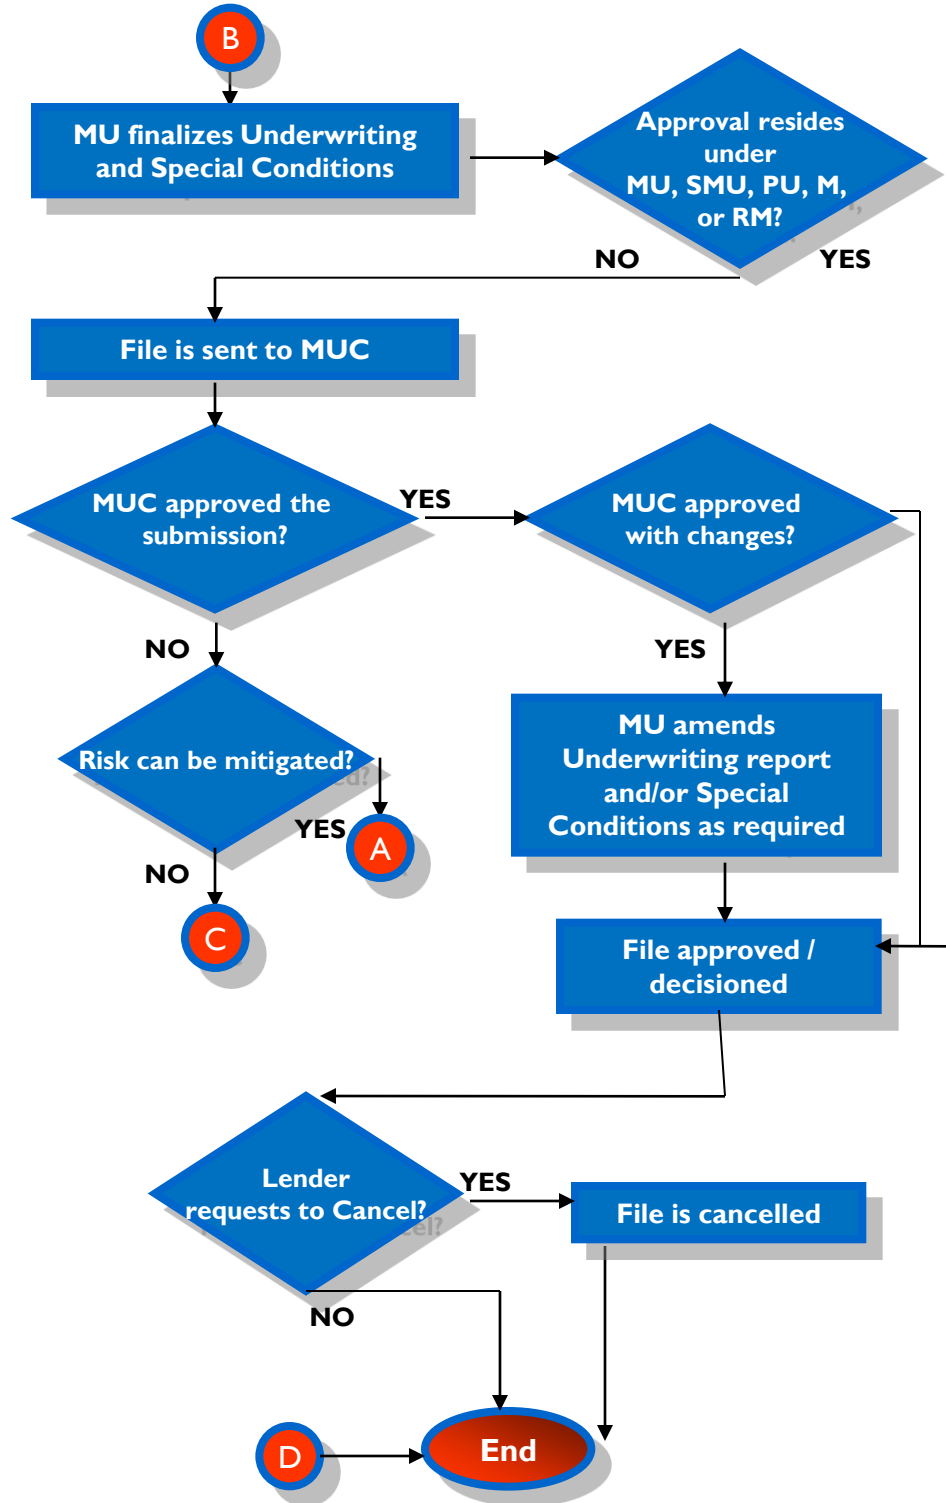 B
MU finalizes Underwriting
and Special Conditions
Approval resides
under
MU, SMU, PU, M,
or RM?
NO
YES
File is sent to MUC
MUC approved the
submission?
YES
MUC approved
with changes?
NO
YES
Risk can be mitigated?
YES
A
NO
C
MU amends
Underwriting report
and/or Special
Conditions as required
File approved /
decisioned
Lender
requests to Cancel?
YES
File is cancelled
NO
D
End